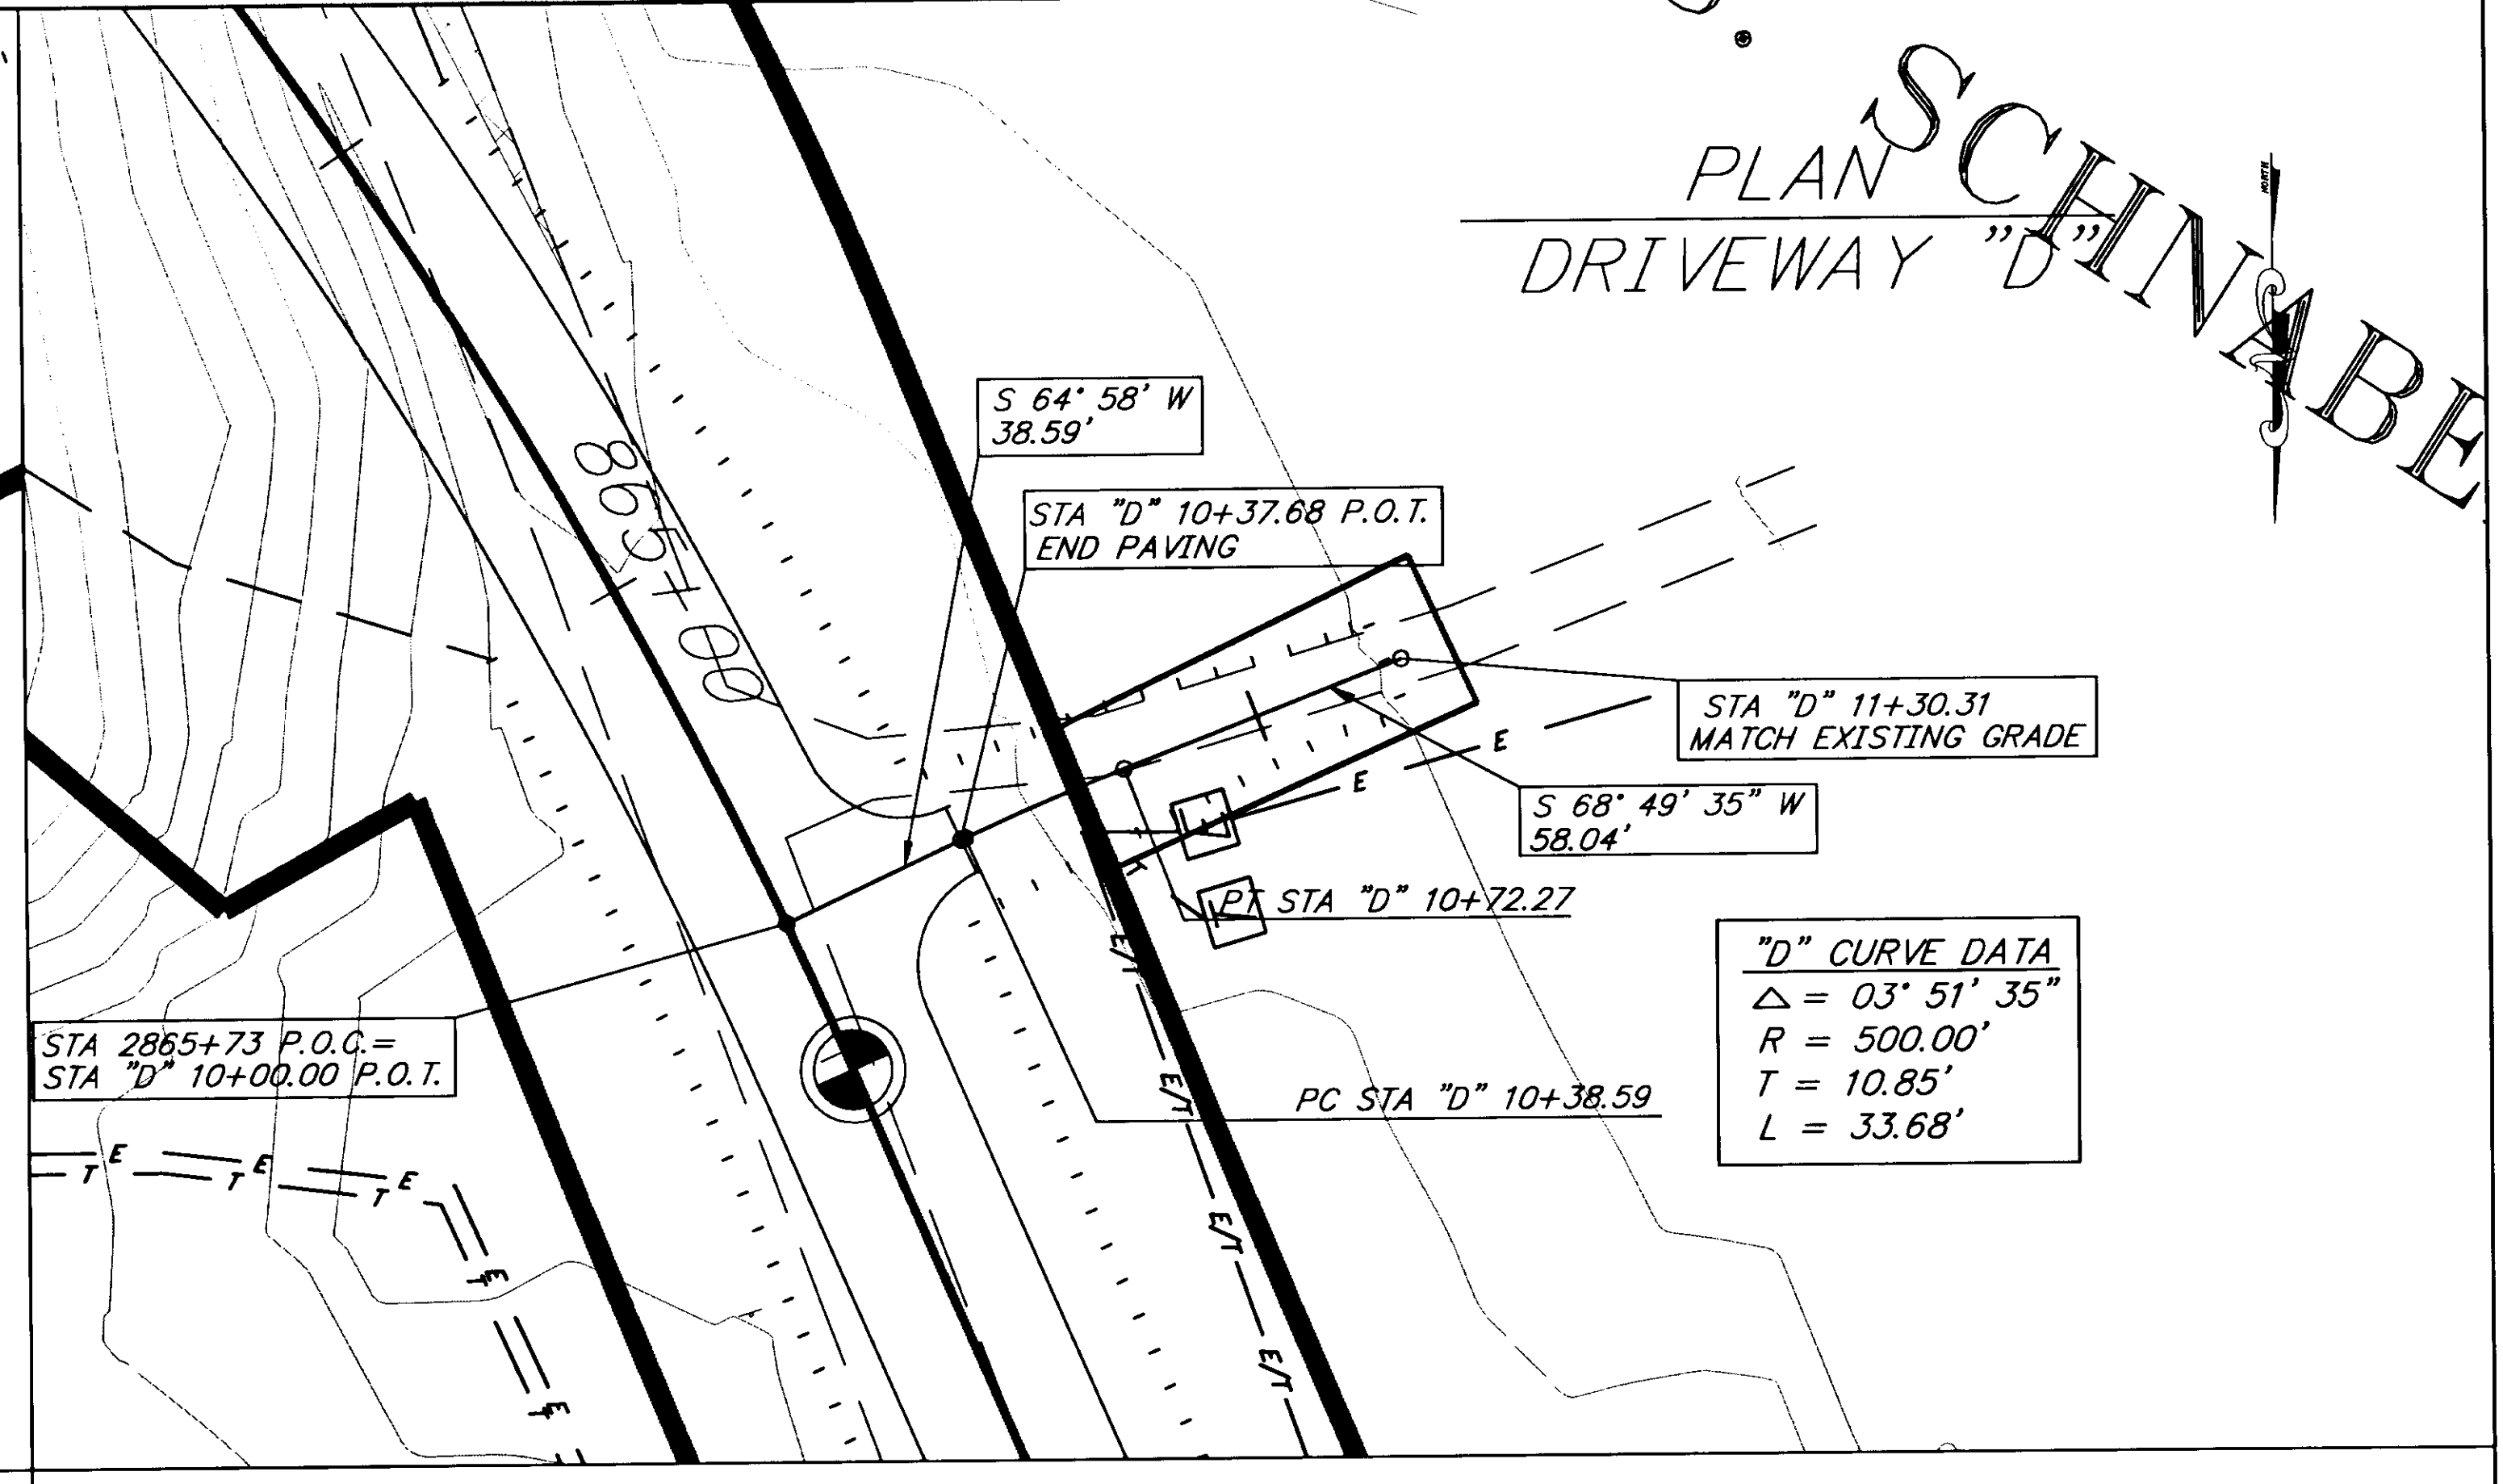 SCHNABE
PLAN
DRIVEWAY "D"
NORTH
S 64° 58' W
38.59'
STA "D" 10+37.68 P.O.T.
END PAVING
863+00
STA "D" 11+30.31
MATCH EXISTING GRADE
S 68° 49' 35" W
58.04'
E
E
PT STA "D" 10+72.27
"D" CURVE DATA
△ = 03° 51' 35"
R = 500.00'
T = 10.85'
L = 33.68'
STA 2865+73 P.O.C.=
STA "D" 10+00.00 P.O.T.
PC STA "D" 10+38.59
E/T
E/T
E/T
E/T
E E E
T T T